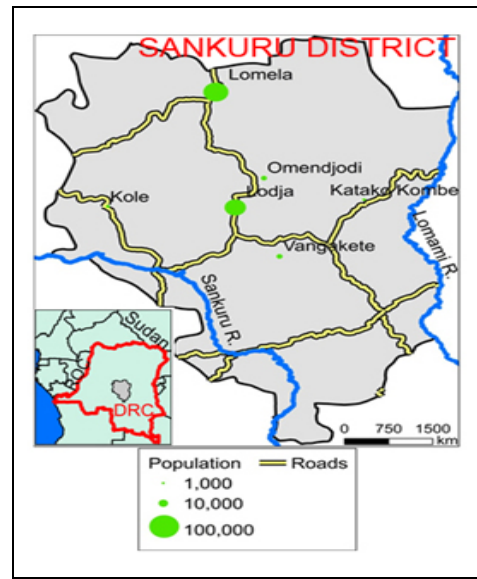 SANKURU DISTRICT
Lomela
Omendjodi
Kole
Lodja
Katako Kombe
Vangakete
Lomami R.
Sankuru R.
Sudan
DRC
0 750 1500
km
Population
Roads
1,000
10,000
100,000